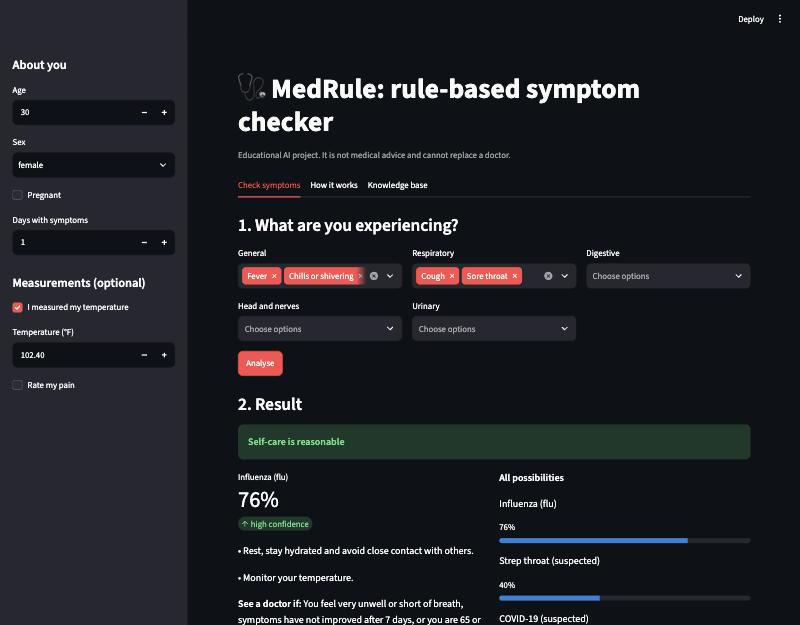 Deploy
About you
Age
30
Sex
female
Pregnant
Days with symptoms
1
Measurements (optional)
I measured my temperature
Temperature (°F)
102.40
Rate my pain
MedRule: rule-based symptom
checker
Educational AI project. It is not medical advice and cannot replace a doctor.
Check symptoms How it works Knowledge base
1. What are you experiencing?
General Respiratory Digestive
Fever × Chills or shivering × Cough × Sore throat × Choose options
Head and nerves Urinary
Choose options Choose options
Analyse
2. Result
Self-care is reasonable
Influenza (flu)
76%
↑ high confidence
• Rest, stay hydrated and avoid close contact with others.
• Monitor your temperature.
See a doctor if: You feel very unwell or short of breath,
symptoms have not improved after 7 days, or you are 65 or
All possibilities
Influenza (flu)
76%
Strep throat (suspected)
40%
COVID-19 (suspected)